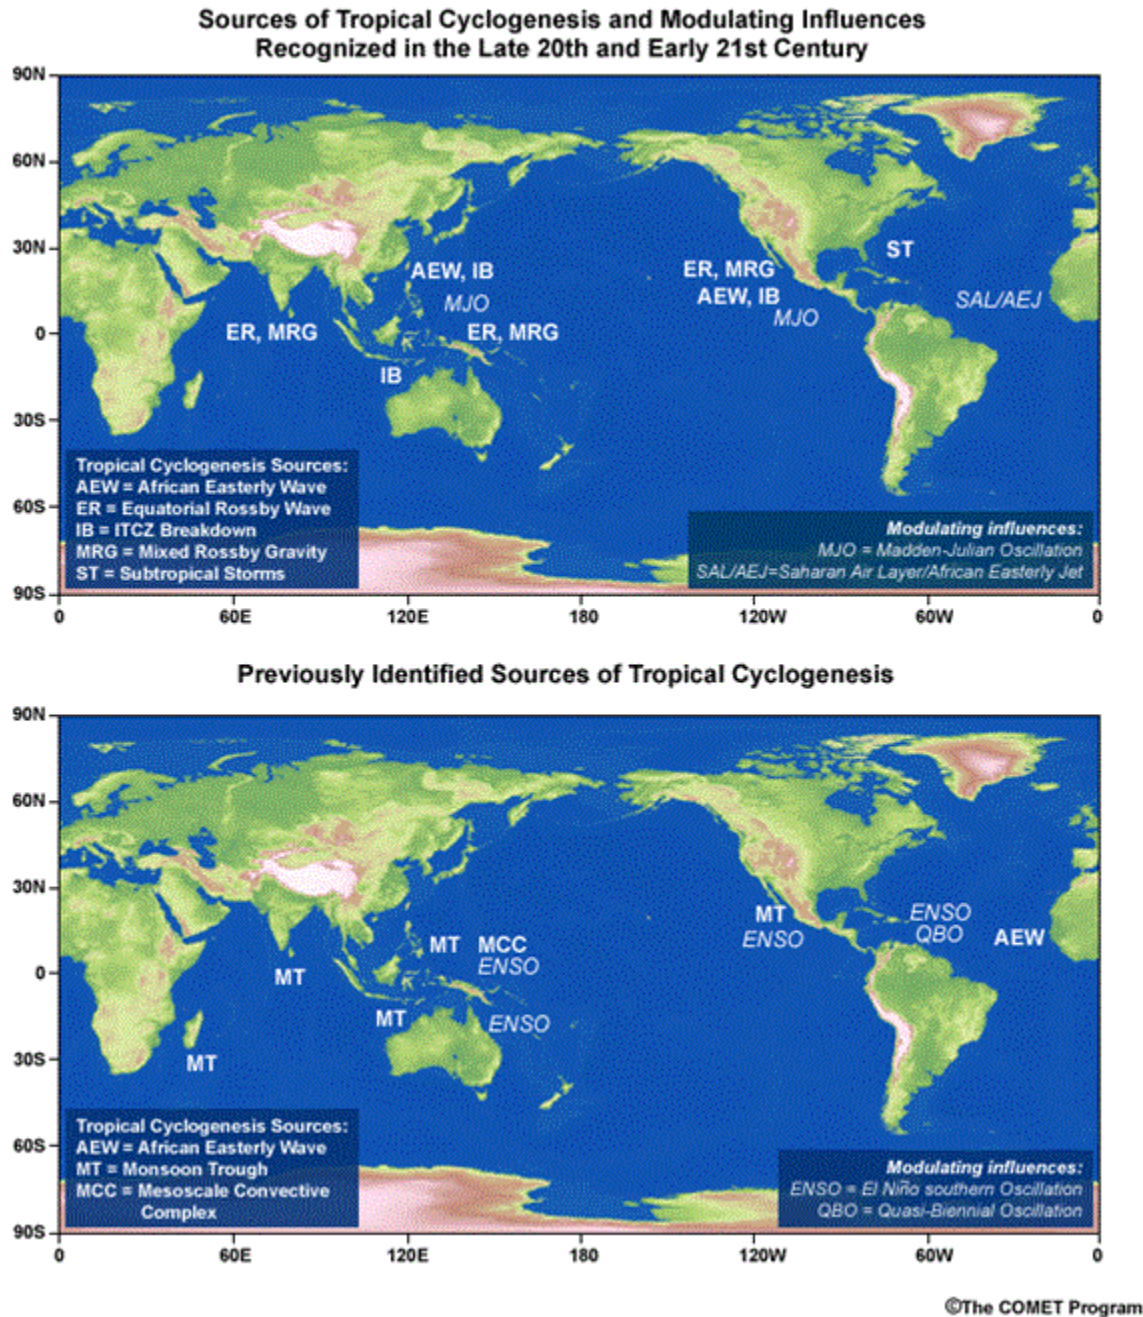 Sources of Tropical Cyclogenesis and Modulating Influences
Recognized in the Late 20th and Early 21st Century
90N
60N
30N
0
30S
60S
90S
ST
AEW, IB
ER, MRG
AEW, IB
MJO
SAL/AEJ
MJO
ER, MRG
ER, MRG
IB
Tropical Cyclogenesis Sources:
AEW = African Easterly Wave
ER = Equatorial Rossby Wave
IB = ITCZ Breakdown
MRG = Mixed Rossby Gravity
ST = Subtropical Storms
Modulating influences:
MJO = Madden-Julian Oscillation
SAL/AEJ=Saharan Air Layer/African Easterly Jet
0 60E 120E 180 120W 60W 0
Previously Identified Sources of Tropical Cyclogenesis
90N
60N
30N
0
30S
60S
90S
MT
ENSO
ENSO
QBO
AEW
MT MCC
ENSO
MT
MT
ENSO
MT
Tropical Cyclogenesis Sources:
AEW = African Easterly Wave
MT = Monsoon Trough
MCC = Mesoscale Convective
Complex
Modulating influences:
ENSO = El Niño southern Oscillation
QBO = Quasi-Biennial Oscillation
0 60E 120E 180 120W 60W 0
©The COMET Program